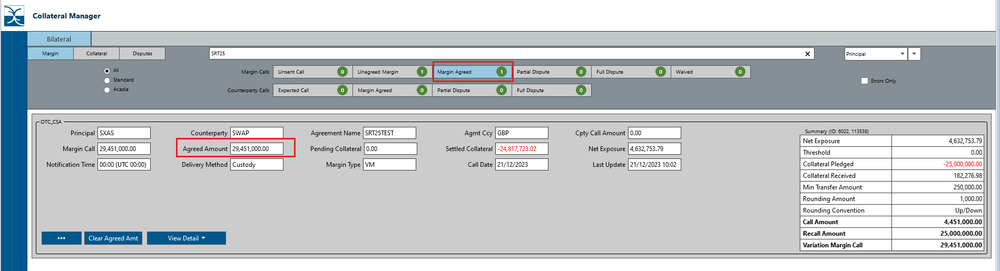 Collateral Manager
Bilateral
Margin Collateral Disputes SRT25 Principal
All
Standard
Acadia
Margin Calls Unsent Call 0 Unagreed Margin 1 Margin Agreed 1 Partial Dispute 0 Full Dispute 0 Waived 0
Errors Only
Counterparty Calls Expected Call 0 Margin Agreed 0 Partial Dispute 0 Full Dispute 0
OTC_CSA
Principal SXAS Counterparty SWAP Agreement Name SRT25TEST Agmt Ccy GBP Cpty Call Amount 0.00
Margin Call 29,451,000.00 Agreed Amount 29,451,000.00 Pending Collateral 0.00 Settled Collateral -24,817,723.02 Net Exposure 4,632,753.79
Notification Time 00:00 (UTC 00:00) Delivery Method Custody Margin Type VM Call Date 21/12/2023 Last Update 21/12/2023 10:02
Summary (ID: 6022, 113538)
Net Exposure 4,632,753.79
Threshold 0.00
Collateral Pledged -25,000,000.00
Collateral Received 182,276.98
Min Transfer Amount 250,000.00
Rounding Amount 1,000.00
Rounding Convention Up/Down
Call Amount 4,451,000.00
Recall Amount 25,000,000.00
Variation Margin Call 29,451,000.00
••• Clear Agreed Amt View Detail